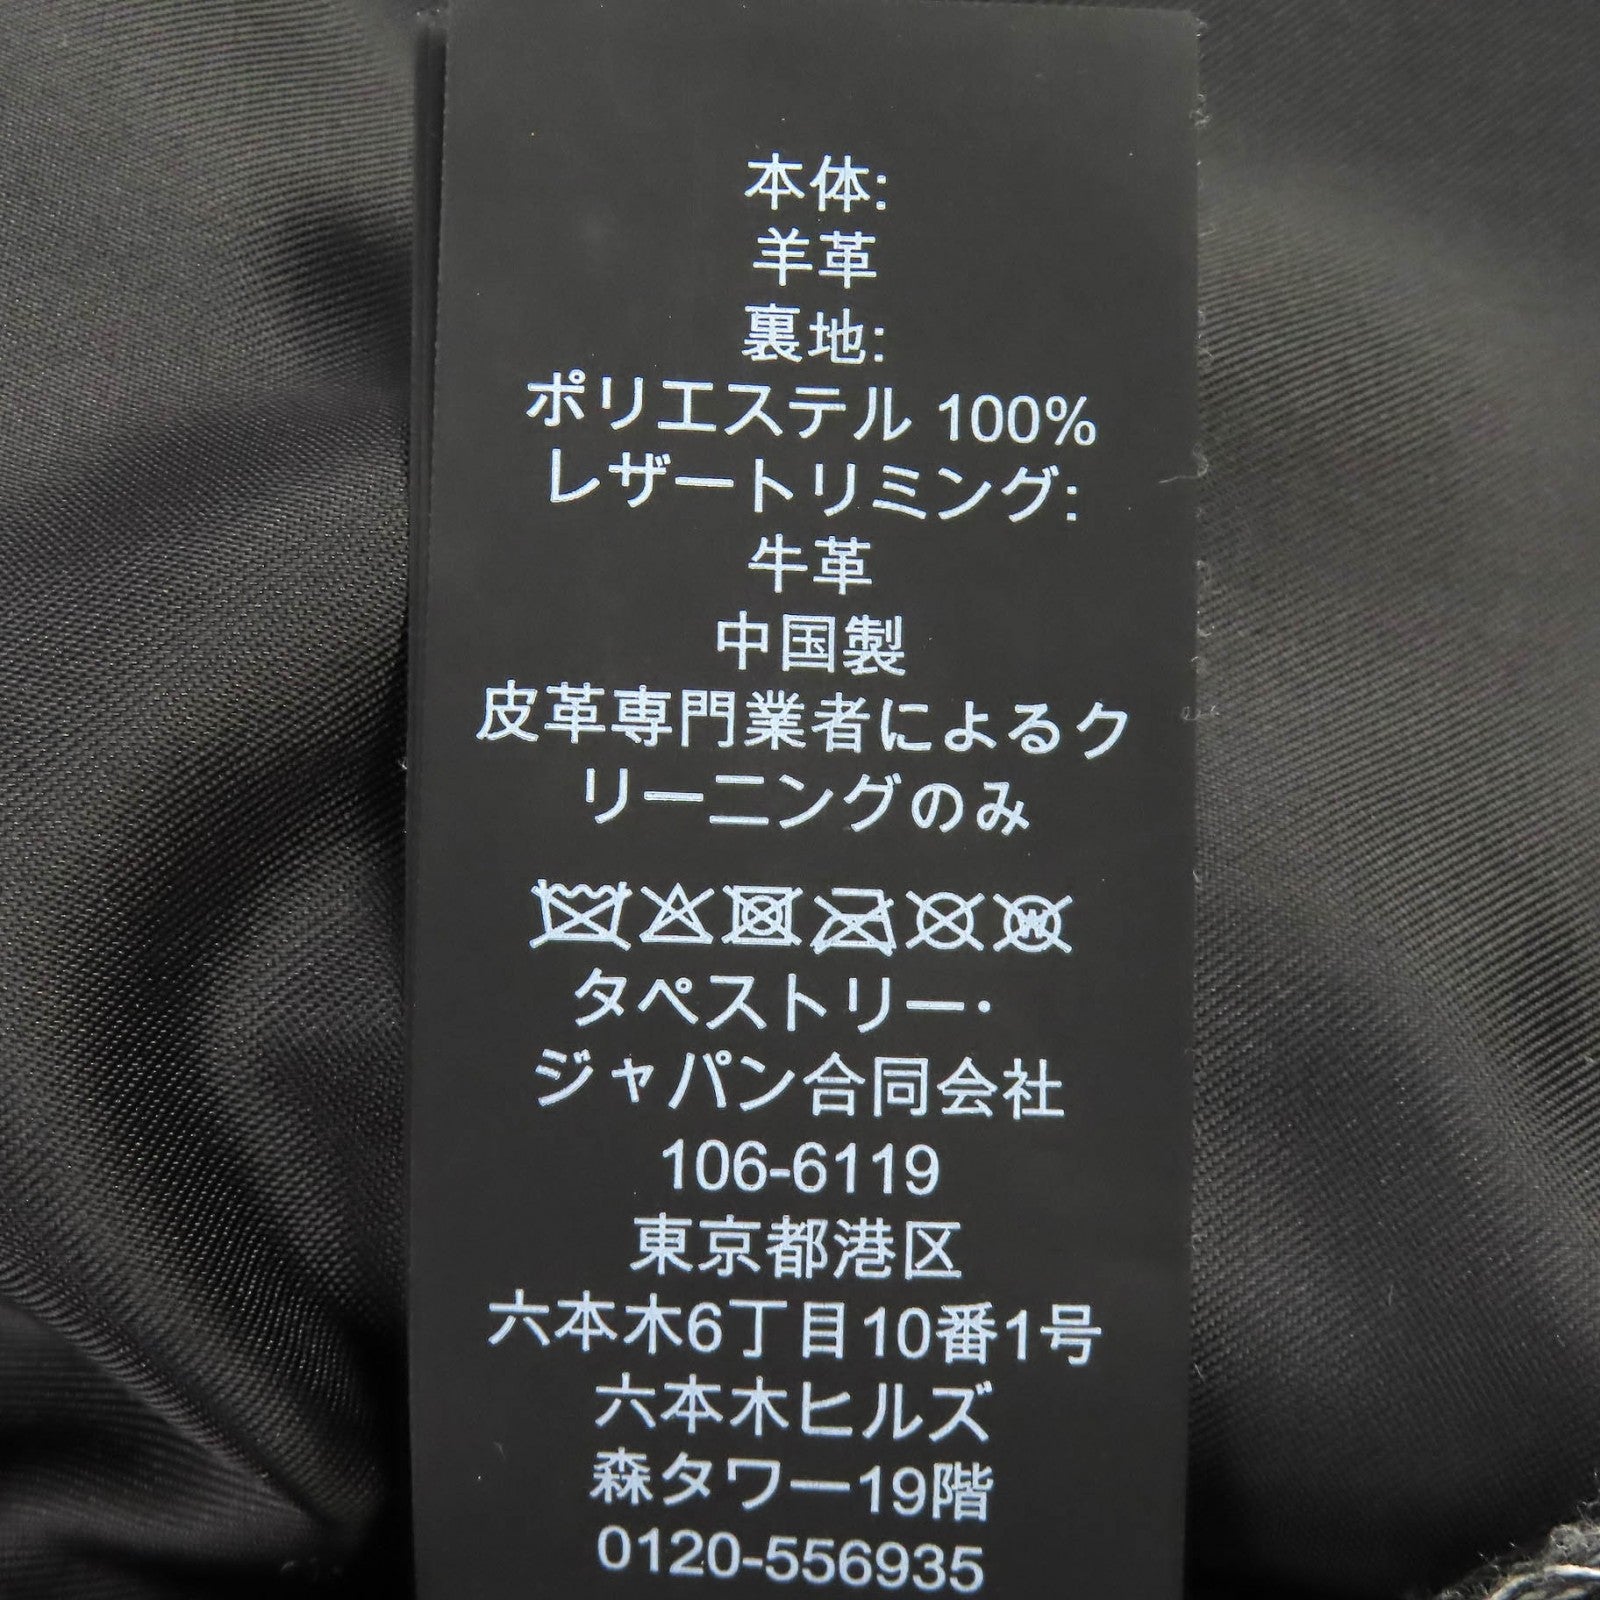 本体:
羊革
裏地:
ポリエステル 100%
レザートリミング:
牛革
中国製
皮革専門業者によるク
リーニングのみ
W
タペストリー·
ジャパン合同会社
106-6119
東京都港区
六本木6丁目10番1号
六本木ヒルズ
森タワー19階
0120-556935